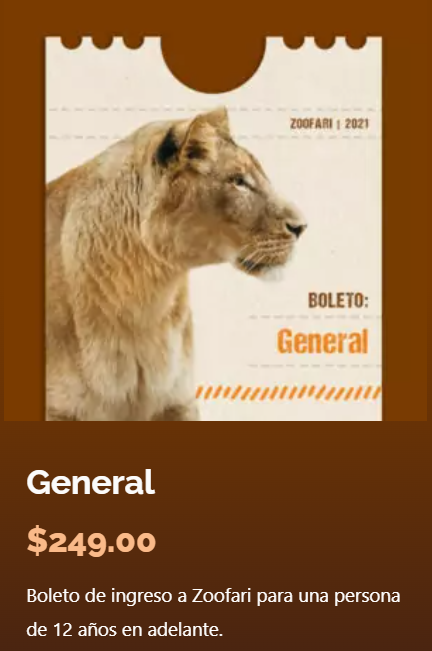 ZOOFARI | 2021
BOLETO:
General
General
$249.00
Boleto de ingreso a Zoofari para una persona
de 12 años en adelante.